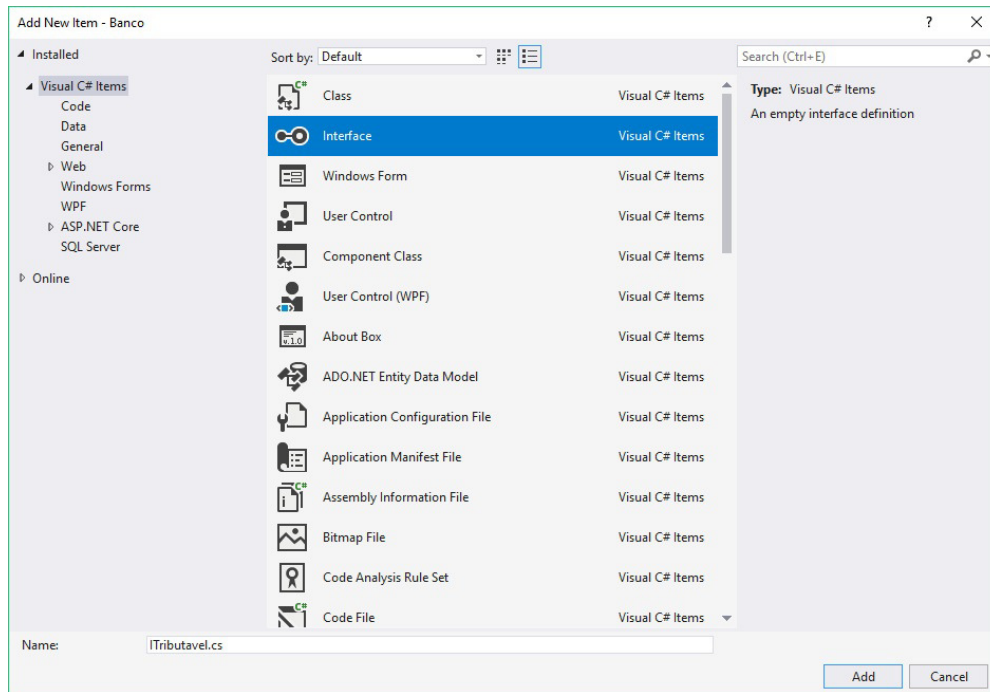 Add New Item - Banco
?
Installed
Sort by: Default
Search (Ctrl+E)
Visual C# Items
Code
Data
General
Web
Windows Forms
WPF
ASP.NET Core
SQL Server
Online
C# Class Visual C# Items
Interface Visual C# Items
Windows Form Visual C# Items
User Control Visual C# Items
Component Class Visual C# Items
User Control (WPF) Visual C# Items
v.1.0 About Box Visual C# Items
ADO.NET Entity Data Model Visual C# Items
Application Configuration File Visual C# Items
Application Manifest File Visual C# Items
C# Assembly Information File Visual C# Items
Bitmap File Visual C# Items
Code Analysis Rule Set Visual C# Items
C# Code File Visual C# Items
Type: Visual C# Items
An empty interface definition
Name: ITributavel.cs
Add Cancel